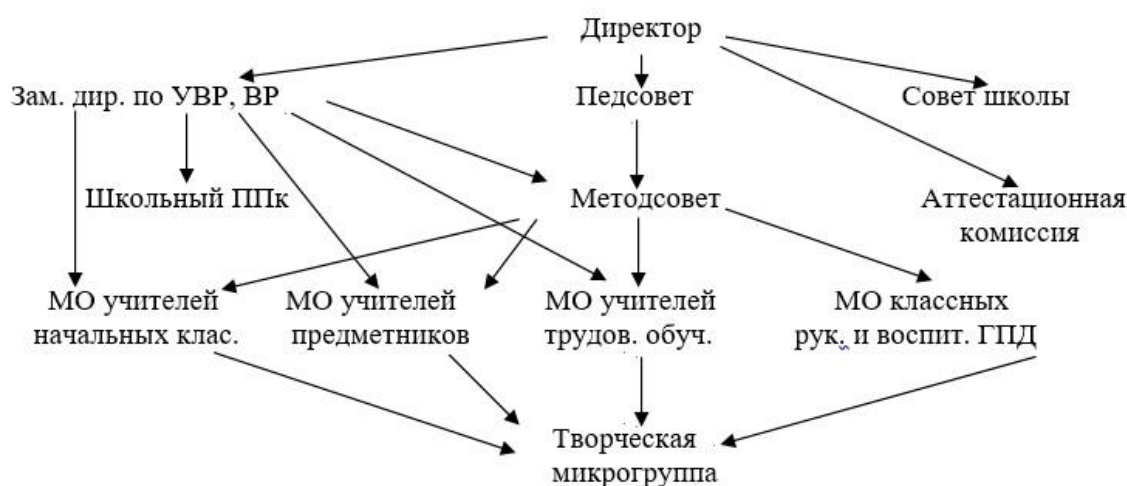 Директор
Зам. дир. по УВР, ВР
Педсовет
Совет школы
Школьный ППк
Методсовет
Аттестационная
комиссия
МО учителей
начальных клас.
МО учителей
предметников
МО учителей
трудов. обуч.
МО классных
рук. и воспит. ГПД
Творческая
микрогруппа